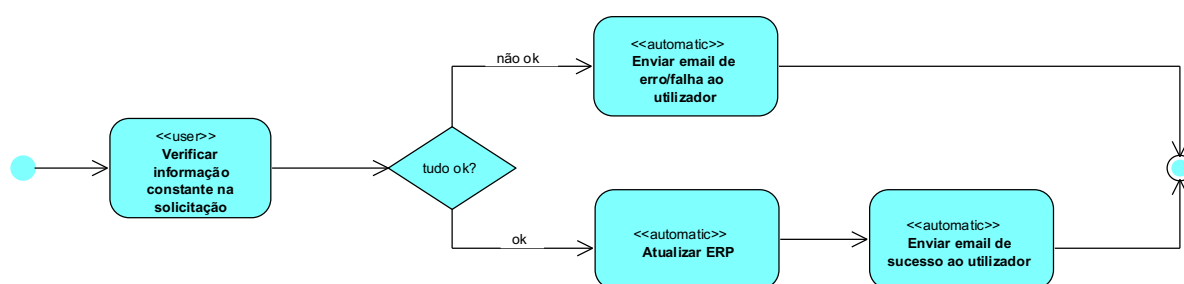 <<user>>
Verificar
informação
constante na
solicitação
tudo ok?
não ok
<<automatic>>
Enviar email de
erro/falha ao
utilizador
ok
<<automatic>>
Atualizar ERP
<<automatic>>
Enviar email de
sucesso ao utilizador